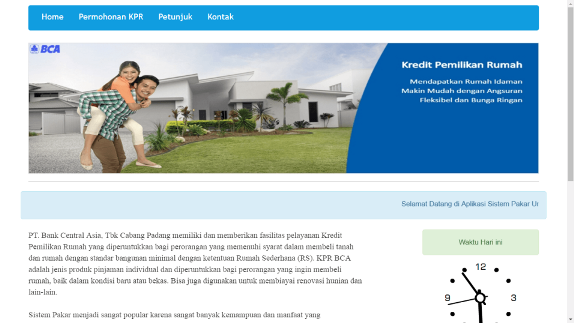 Home Permohonan KPR Petunjuk Kontak
BCA
Kredit Pemilikan Rumah
Mendapatkan Rumah Idaman
Makin Mudah dengan Angsuran
Fleksibel dan Bunga Ringan
Selamat Datang di Aplikasi Sistem Pakar Un
PT. Bank Central Asia, Tbk Cabang Padang memiliki dan memberikan fasilitas pelayanan Kredit
Pemilikan Rumah yang diperuntukkan bagi perorangan yang memenuhi syarat dalam membeli tanah
dan rumah dengan standar bangunan minimal dengan ketentuan Rumah Sederhana (RS). KPR BCA
adalah jenis produk pinjaman individual dan diperuntukkan bagi perorangan yang ingin membeli
rumah, baik dalam kondisi baru atau bekas. Bisa juga digunakan untuk membiayai renovasi hunian dan
lain-lain.
Sistem Pakar menjadi sangat popular karena sangat banyak kemampuan dan manfaat yang
Waktu Hari ini
12
9 3